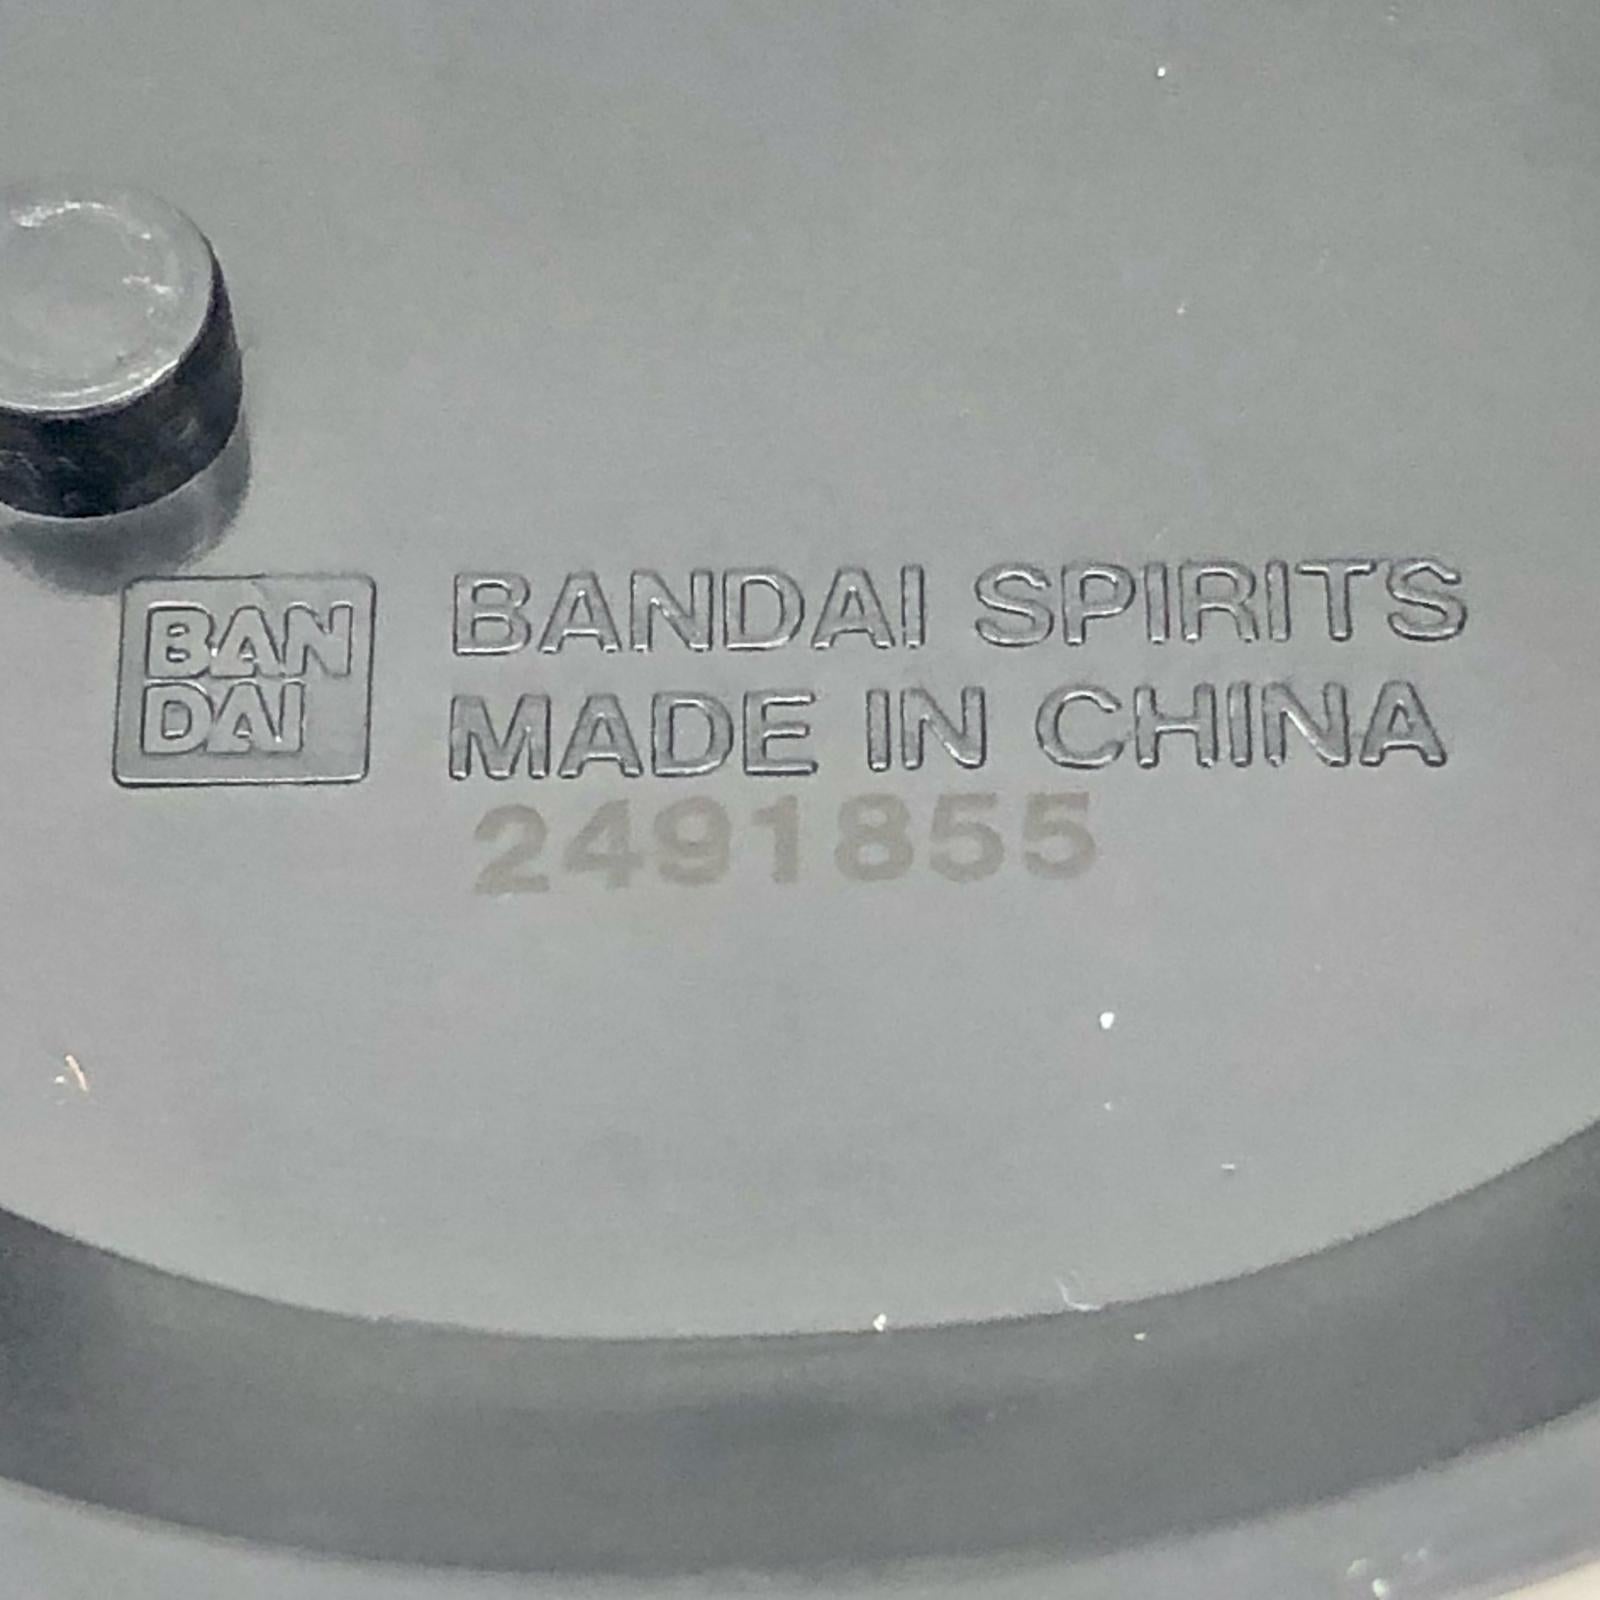 BAN
DAI
BANDAI SPIRITS
MADE IN CHINA
2491855